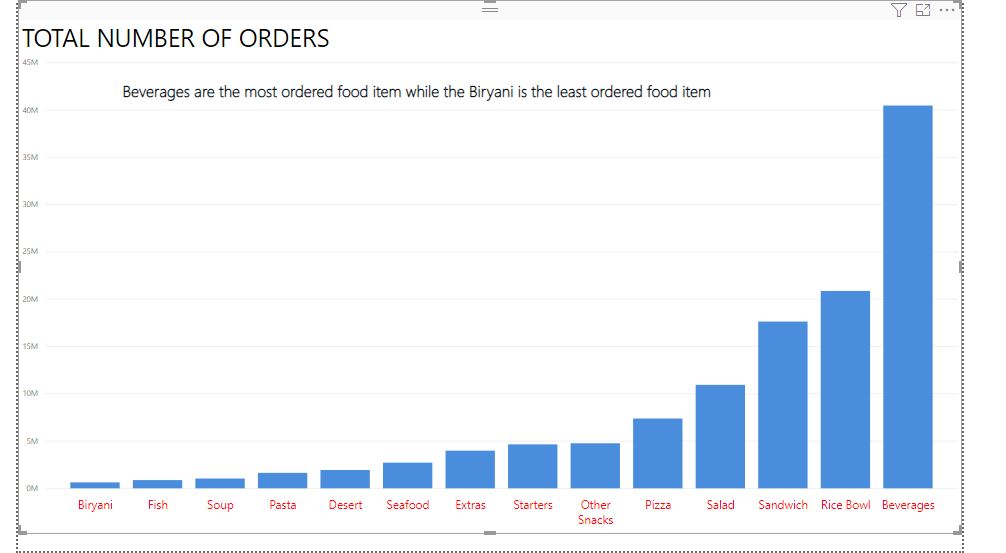 TOTAL NUMBER OF ORDERS
45M
Beverages are the most ordered food item while the Biryani is the least ordered food item
40M
35M
30M
25M
20M
15M
10M
5M
0M
Biryani Fish Soup Pasta Desert Seafood Extras Starters Other Pizza Salad Sandwich Rice Bowl Beverages
Snacks